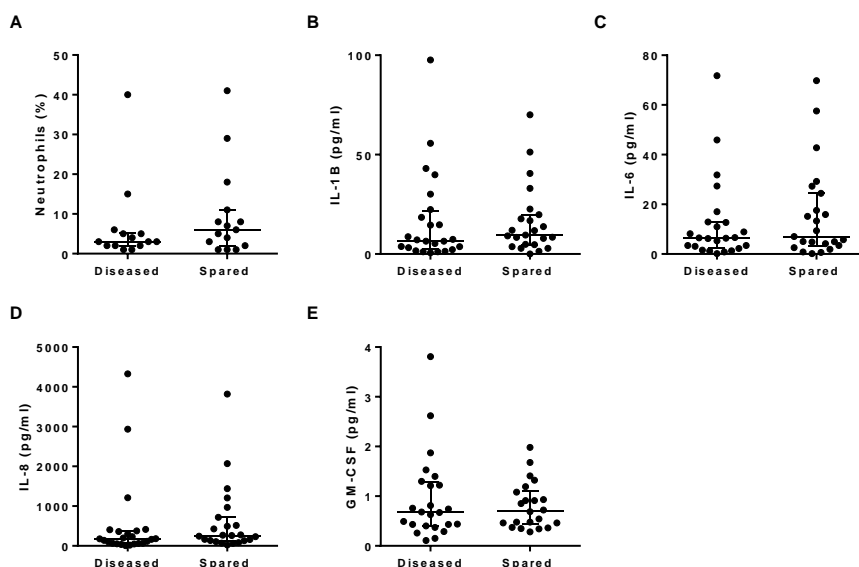 A
Neutrophils (%)
50
40
30
20
10
0
Diseased Spared
B
IL-1B (pg/ml)
100
50
0
Diseased Spared
C
IL-6 (pg/ml)
80
60
40
20
0
Diseased Spared
D
IL-8 (pg/ml)
5000
4000
3000
2000
1000
0
Diseased Spared
E
GM-CSF (pg/ml)
4
3
2
1
0
Diseased Spared